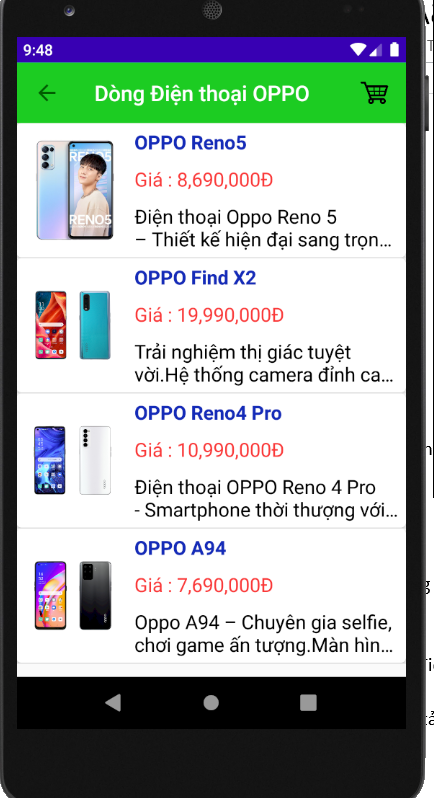 9:48
Dòng Điện thoại OPPO
OPPO Reno5
Giá : 8,690,000Đ
Điện thoại Oppo Reno 5
– Thiết kế hiện đại sang trọn...
RENO5
OPPO Find X2
Giá : 19,990,000Đ
Trải nghiệm thị giác tuyệt
vời.Hệ thống camera đỉnh ca...
OPPO Reno4 Pro
Giá : 10,990,000Đ
Điện thoại OPPO Reno 4 Pro
- Smartphone thời thượng với...
OPPO A94
Giá : 7,690,000Đ
Oppo A94 – Chuyên gia selfie,
chơi game ấn tượng.Màn hìn...